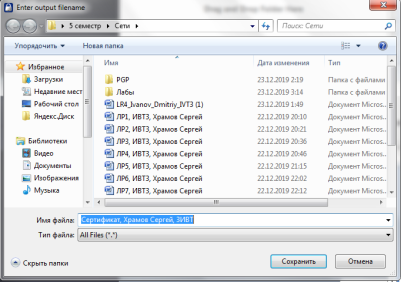 Enter output filename
Drag and Drop Folder Here
5 семестр ▸ Сети ▸
Поиск: Сети
Упорядочить
Новая папка
Избранное
Загрузки
Недавние мест
Рабочий стол
Яндекс.Диск
Библиотеки
Видео
Документы
Изображения
Музыка
Имя Дата изменения Тип
PGP 23.12.2019 5:19 Папка с файлами
Лабы 23.12.2019 3:14 Папка с файлами
LR4_Ivanov_Dmitriy_IVT3 (1) 23.12.2019 1:49 Документ Micros...
ЛР1, ИВТ3, Храмов Сергей 22.12.2019 20:10 Документ Micros...
ЛР2, ИВТ3, Храмов Сергей 22.12.2019 20:21 Документ Micros...
ЛР3, ИВТ3, Храмов Сергей 22.12.2019 20:36 Документ Micros...
ЛР4, ИВТ3, Храмов Сергей 22.12.2019 20:46 Документ Micros...
ЛР5, ИВТ3, Храмов Сергей 22.12.2019 21:15 Документ Micros...
ЛР6, ИВТ3, Храмов Сергей 22.12.2019 22:02 Документ Micros...
ЛР7, ИВТ3, Храмов Сергей 22.12.2019 22:12 Документ Micros...
Имя файла: Сертификат, Храмов Сергей, 3ИВТ
Тип файла: All Files (*.*)
Скрыть папки
Сохранить
Отмена